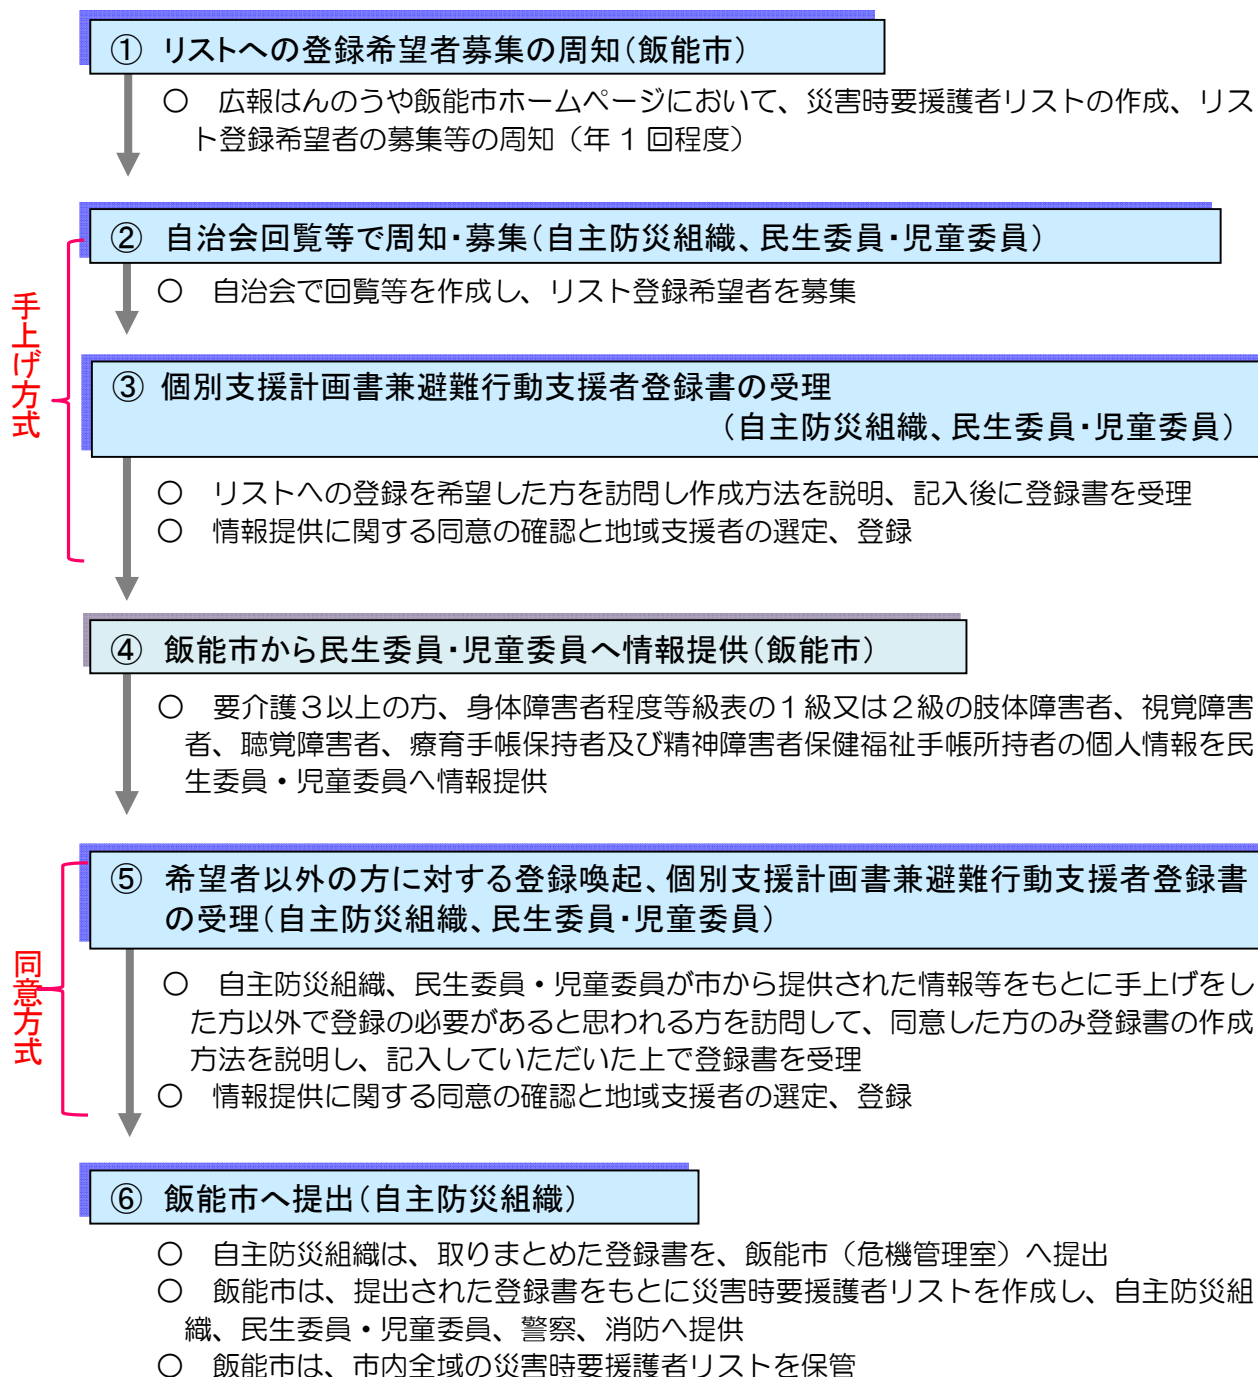 ① リストへの登録希望者募集の周知(飯能市)
〇 広報はんのうや飯能市ホームページにおいて、災害時要援護者リストの作成、リス
ト登録希望者の募集等の周知（年１回程度）
手上げ方式
② 自治会回覧等で周知・募集(自主防災組織、民生委員・児童委員)
〇 自治会で回覧等を作成し、リスト登録希望者を募集
③ 個別支援計画書兼避難行動支援者登録書の受理
(自主防災組織、民生委員・児童委員)
〇 リストへの登録を希望した方を訪問し作成方法を説明、記入後に登録書を受理
〇 情報提供に関する同意の確認と地域支援者の選定、登録
④ 飯能市から民生委員・児童委員へ情報提供(飯能市)
〇 要介護３以上の方、身体障害者程度等級表の１級又は２級の肢体障害者、視覚障害
者、聴覚障害者、療育手帳保持者及び精神障害者保健福祉手帳所持者の個人情報を民
生委員・児童委員へ情報提供
同意方式
⑤ 希望者以外の方に対する登録喚起、個別支援計画書兼避難行動支援者登録書
の受理(自主防災組織、民生委員・児童委員)
〇 自主防災組織、民生委員・児童委員が市から提供された情報等をもとに手上げをし
た方以外で登録の必要があると思われる方を訪問して、同意した方のみ登録書の作成
方法を説明し、記入していただいた上で登録書を受理
〇 情報提供に関する同意の確認と地域支援者の選定、登録
⑥ 飯能市へ提出(自主防災組織)
〇 自主防災組織は、取りまとめた登録書を、飯能市（危機管理室）へ提出
〇 飯能市は、提出された登録書をもとに災害時要援護者リストを作成し、自主防災組
織、民生委員・児童委員、警察、消防へ提供
〇 飯能市は、市内全域の災害時要援護者リストを保管